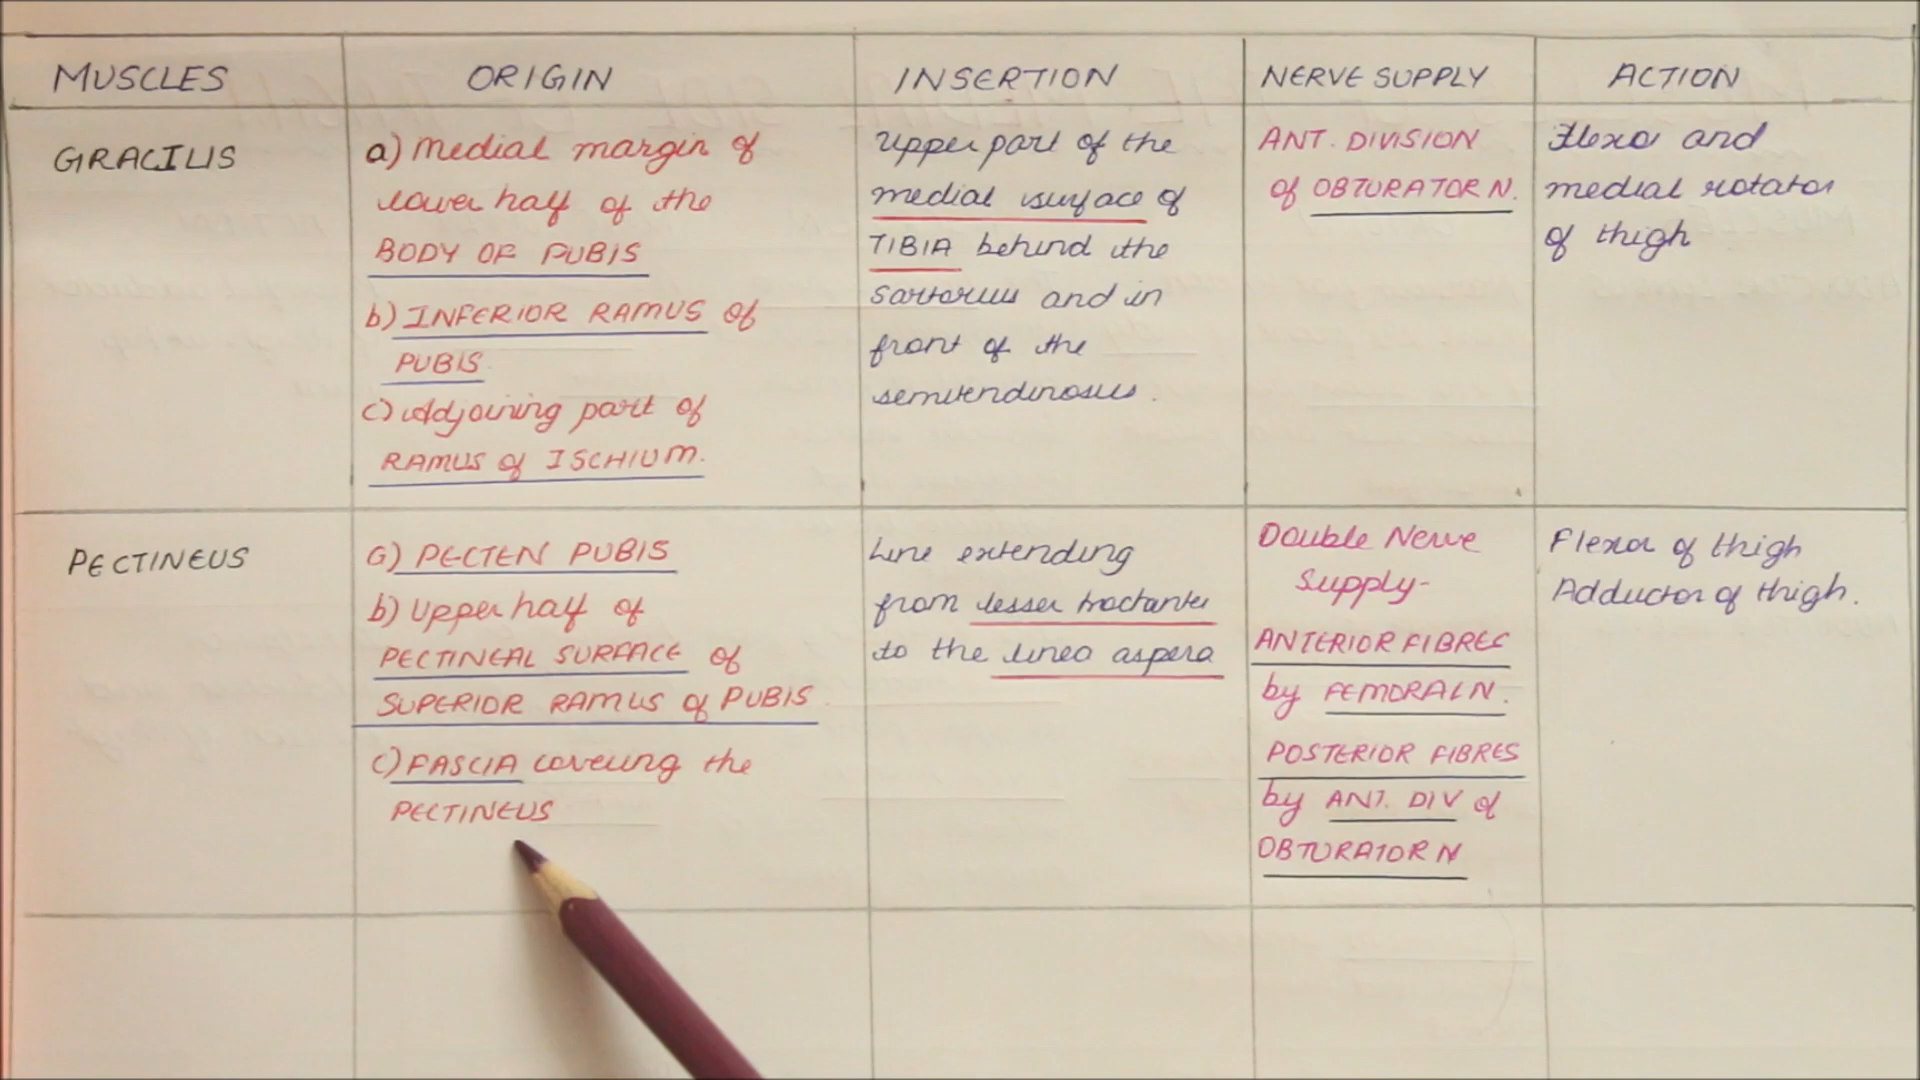 MUSCLES
ORIGIN
INSERTION
NERVE SUPPLY
ACTION
GRACILIS
a) Medial margin of
lower half of the
BODY OF PUBIS
b) INFERIOR RAMUS of
PUBIS
c) Adjoining part of
RAMUS of ISCHIUM.
Upper part of the
medial surface of
TIBIA behind the
sartorius and in
front of the
semitendinosus.
ANT. DIVISION
of OBTURATOR N.
Flexor and
medial rotator
of thigh
PECTINEUS
a) PECTEN PUBIS
b) Upper half of
PECTINEAL SURFACE of
SUPERIOR RAMUS of PUBIS.
c) FASCIA covering the
PECTINEUS
Line extending
from lesser troctanter
to the linea aspera
Double Nerve
Supply-
ANTERIOR FIBRES
by FEMORAL N.
POSTERIOR FIBRES
by ANT. DIV of
OBTURATOR N
Flexor of thigh
Adductor of thigh.